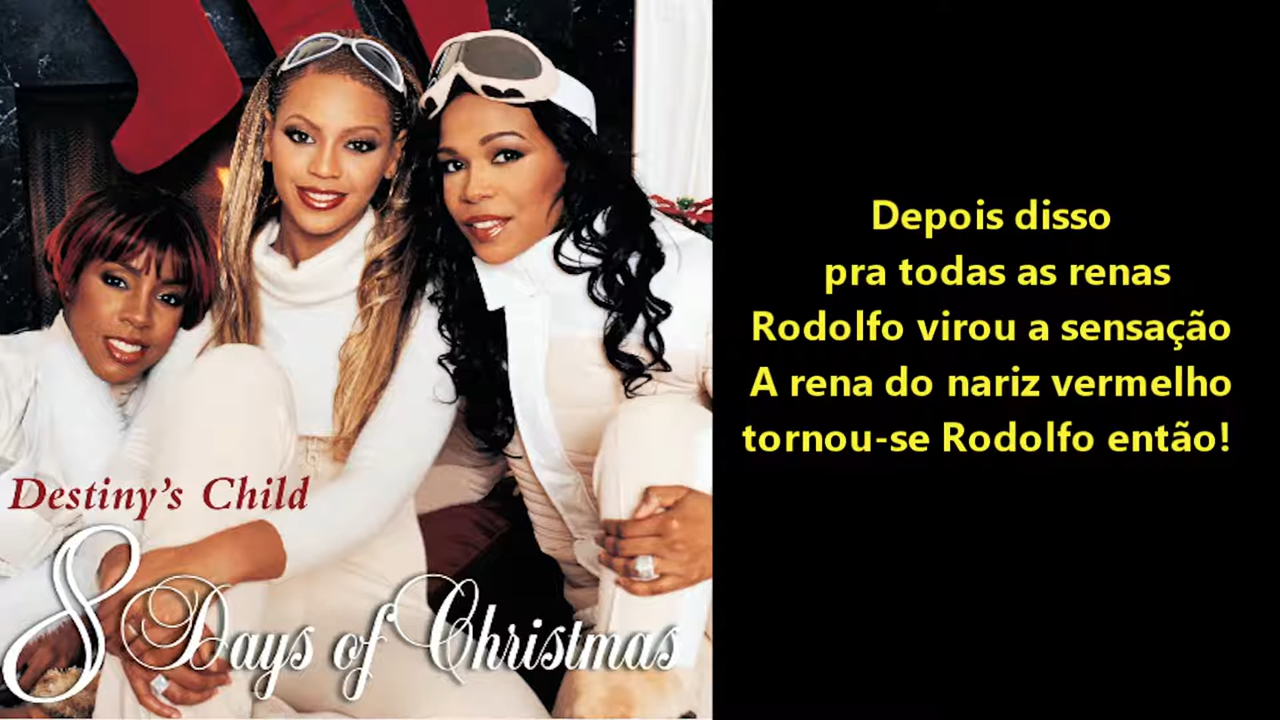 Destiny's Child
8 Days of Christmas
Depois disso
pra todas as renas
Rodolfo virou a sensação
A rena do nariz vermelho
tornou-se Rodolfo então!